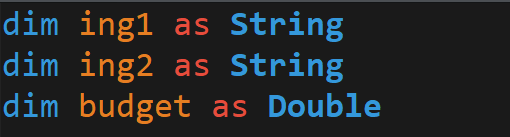 dim ing1 as String
dim ing2 as String
dim budget as Double